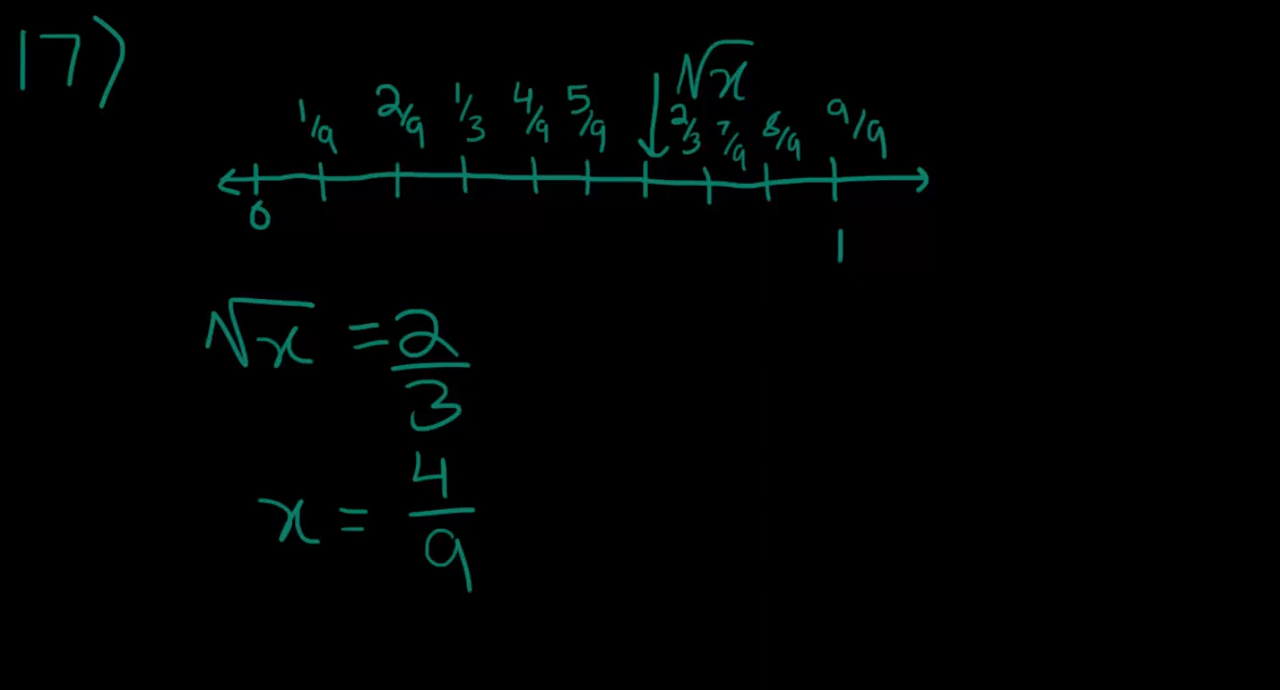 17)
√x
1/9 2/9 1/3 4/9 5/9 2/3 7/9 8/9 9/9
0 1
√x = 2/3
x = 4/9